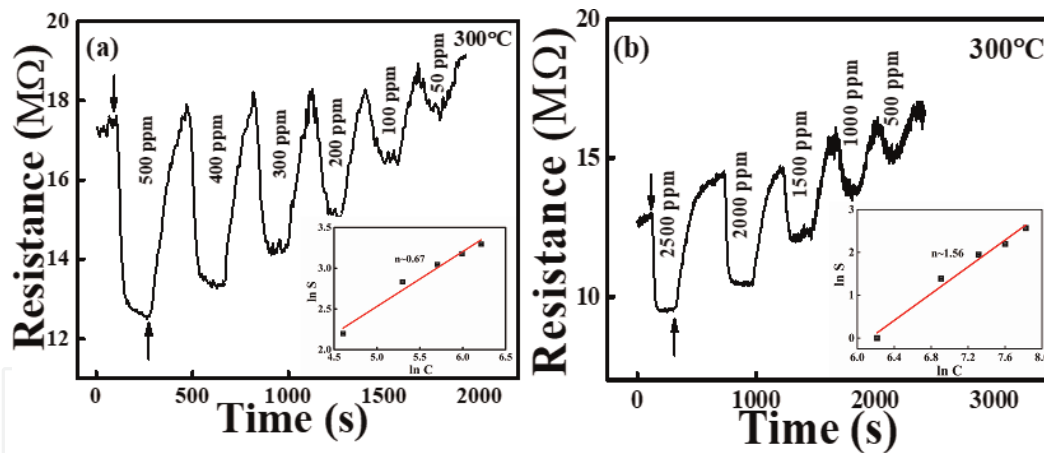 (a)
300°C
Resistance (MΩ)
20
18
16
14
12
500 ppm
400 ppm
300 ppm
200 ppm
100 ppm
50 ppm
ln S
3.5
3.0
2.5
2.0
n~0.67
4.5 5.0 5.5 6.0 6.5
ln C
0 500 1000 1500 2000
Time (s)
(b)
300°C
Resistance (MΩ)
20
15
10
2500 ppm
2000 ppm
1500 ppm
1000 ppm
500 ppm
ln S
3
2
1
0
n~1.56
6.0 6.4 6.8 7.2 7.6 8.0
ln C
0 1000 2000 3000
Time (s)